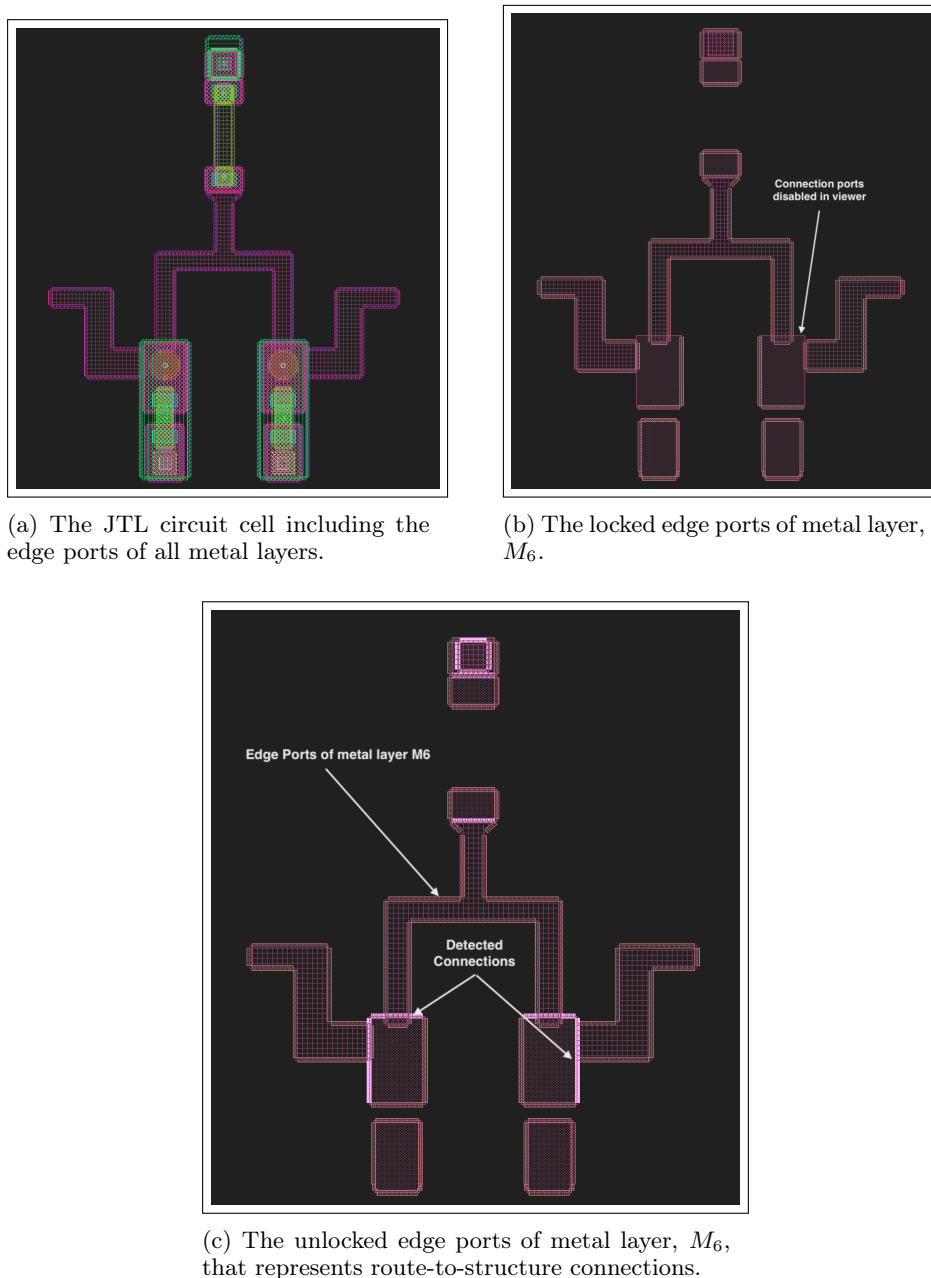 Connection ports
disabled in viewer
(a) The JTL circuit cell including the
edge ports of all metal layers.
(b) The locked edge ports of metal layer,
M₆.
Edge Ports of metal layer M6
Detected
Connections
(c) The unlocked edge ports of metal layer, M₆,
that represents route-to-structure connections.